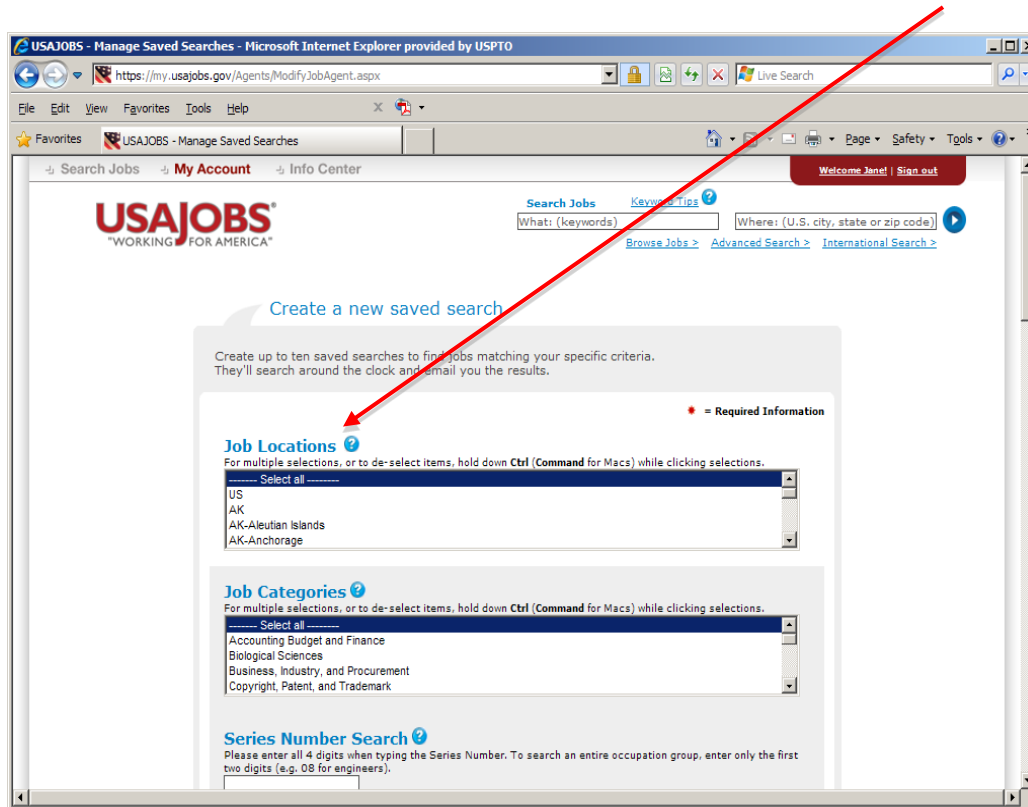 USAJOBS - Manage Saved Searches - Microsoft Internet Explorer provided by USPTO
https://my.usajobs.gov/Agents/ModifyJobAgent.aspx
Live Search
File Edit View Favorites Tools Help
Favorites USAJOBS - Manage Saved Searches Page Safety Tools
Search Jobs My Account Info Center Welcome Jane! | Sign out
USAJOBS®
"WORKING FOR AMERICA"
Search Jobs Keyword Tips
What: (keywords) Where: (U.S. city, state or zip code)
Browse Jobs > Advanced Search > International Search >
Create a new saved search
Create up to ten saved searches to find jobs matching your specific criteria.
They'll search around the clock and email you the results.
= Required Information
Job Locations
For multiple selections, or to de-select items, hold down Ctrl (Command for Macs) while clicking selections.
------- Select all --------
US
AK
AK-Aleutian Islands
AK-Anchorage
Job Categories
For multiple selections, or to de-select items, hold down Ctrl (Command for Macs) while clicking selections.
------- Select all --------
Accounting Budget and Finance
Biological Sciences
Business, Industry, and Procurement
Copyright, Patent, and Trademark
Series Number Search
Please enter all 4 digits when typing the Series Number. To search an entire occupation group, enter only the first
two digits (e.g. 08 for engineers).